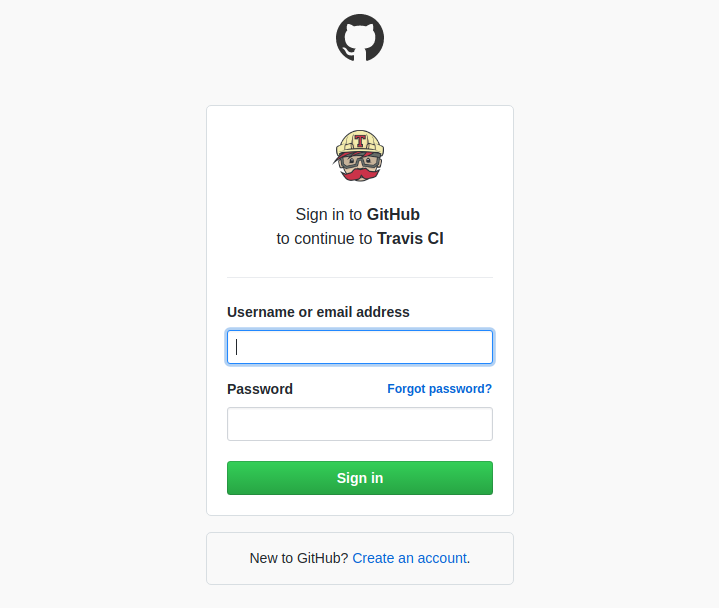 T
Sign in to GitHub
to continue to Travis CI
Username or email address
Password Forgot password?
Sign in
New to GitHub? Create an account.